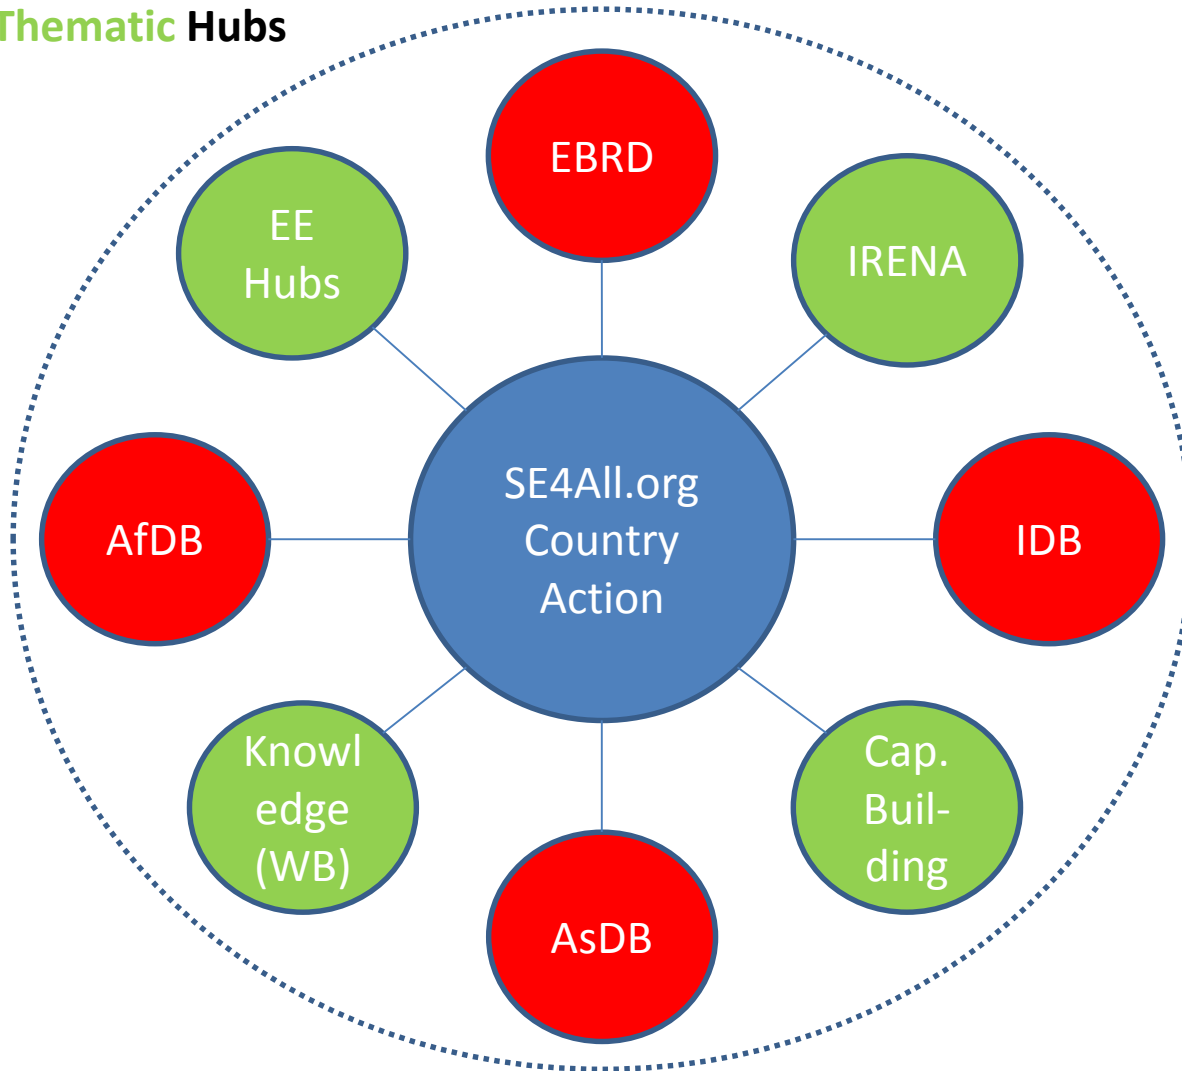 Thematic Hubs
EBRD
EE
Hubs
IRENA
SE4All.org
Country
Action
AfDB
IDB
Knowl
edge
(WB)
Cap.
Buil-
ding
AsDB